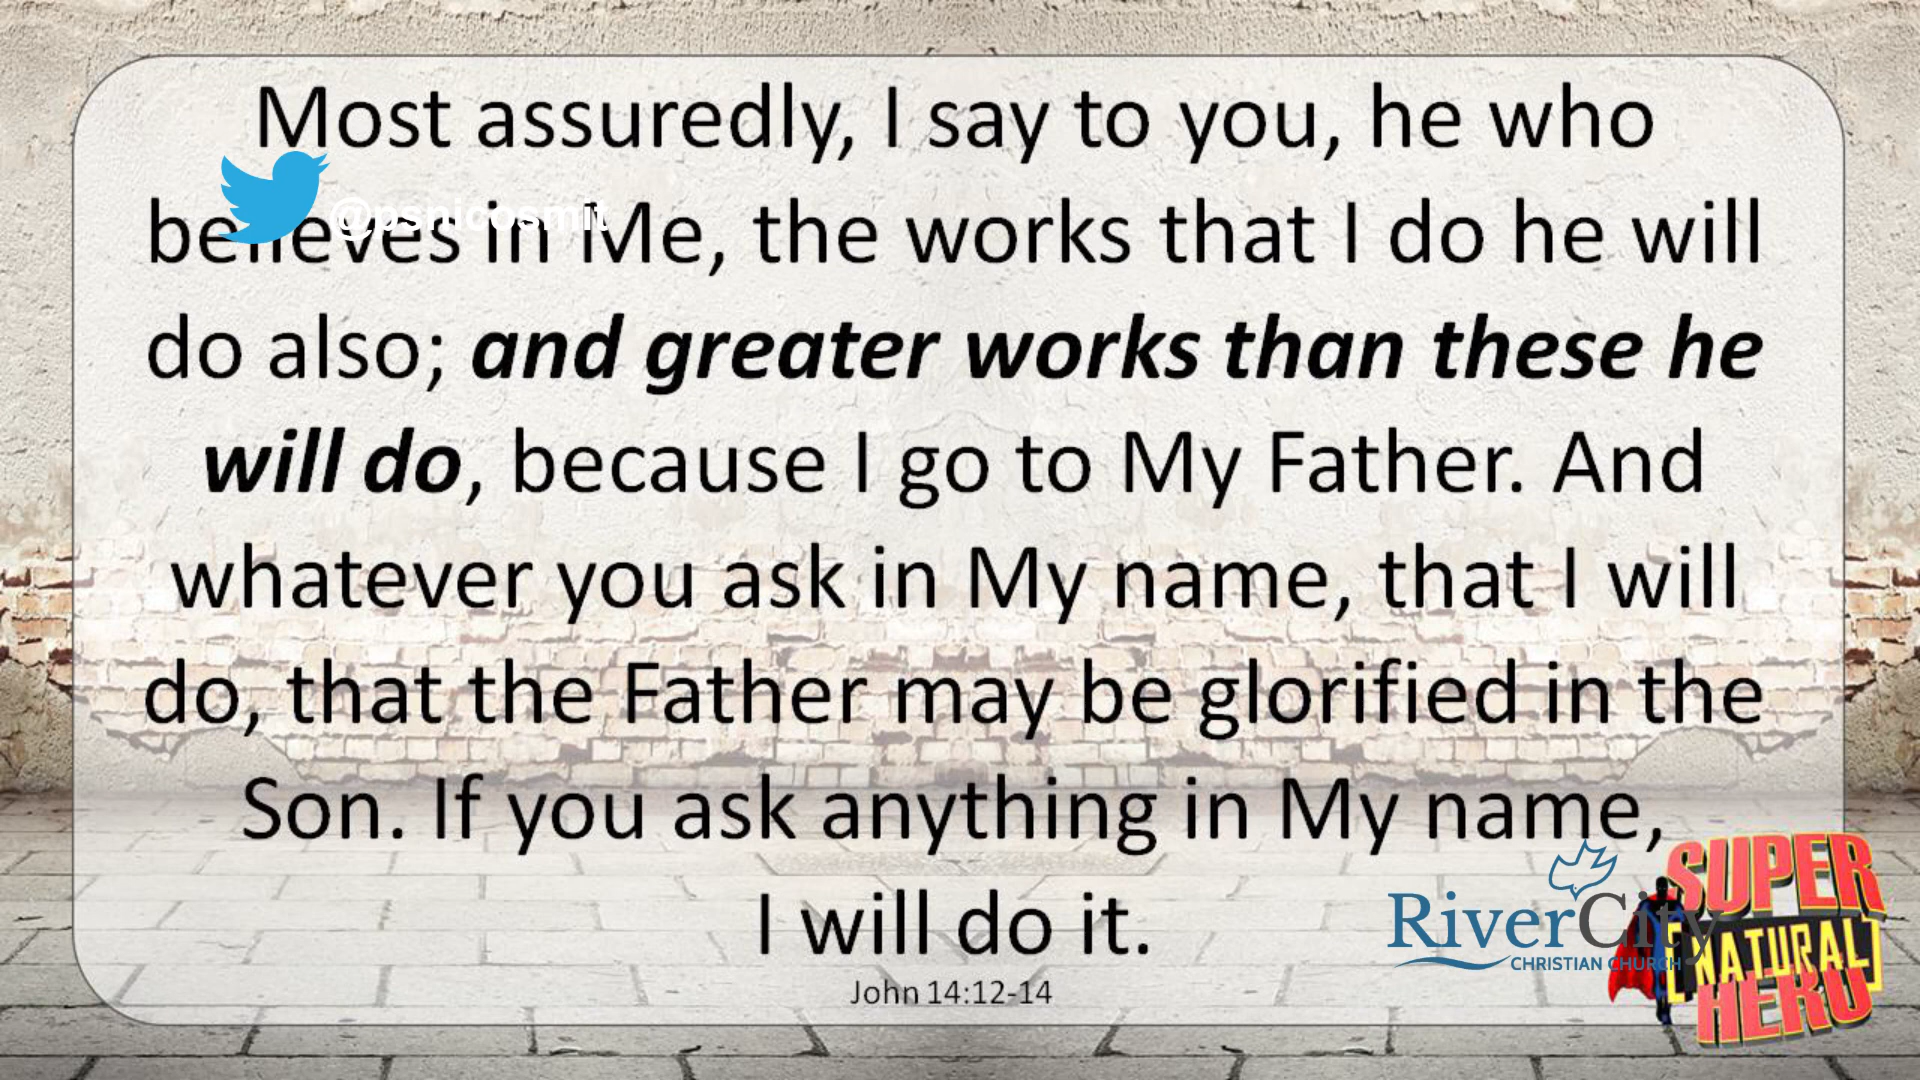 Most assuredly, I say to you, he who
believes in Me, the works that I do he will
@psnicosmit
do also; and greater works than these he
will do, because I go to My Father. And
whatever you ask in My name, that I will
do, that the Father may be glorified in the
Son. If you ask anything in My name,
I will do it.
John 14:12-14
RiverCity
CHRISTIAN CHURCH
SUPER
[NATURAL]
HERO